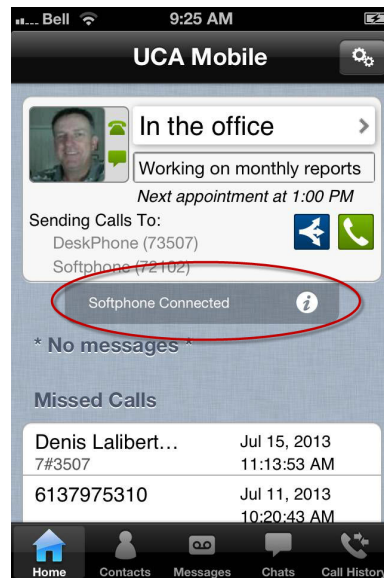 Bell 9:25 AM
UCA Mobile
In the office
Working on monthly reports
Next appointment at 1:00 PM
Sending Calls To:
DeskPhone (73507)
Softphone (72102)
Softphone Connected i
* No messages *
Missed Calls
Denis Lalibert... Jul 15, 2013
7#3507 11:13:53 AM
6137975310 Jul 11, 2013
10:20:43 AM
Home Contacts Messages Chats Call History